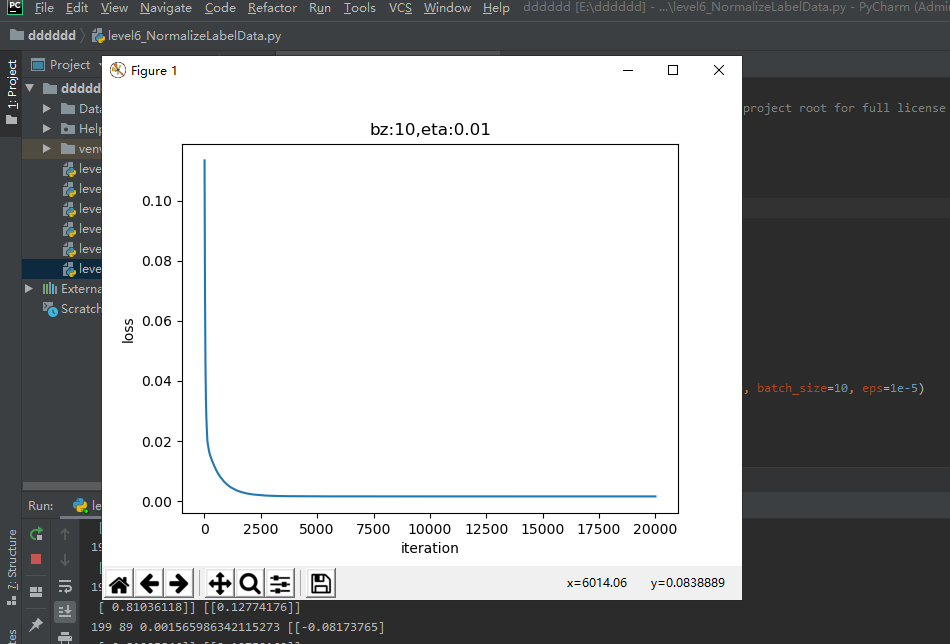 File Edit View Navigate Code Refactor Run Tools VCS Window Help dddddd [E:\dddddd] - ...\level6_NormalizeLabelData.py - PyCharm (Admi
dddddd level6_NormalizeLabelData.py
1: Project
Project
Figure 1
ddddd
Data
project root for full license
Help
bz:10,eta:0.01
venv
leve
leve
leve
leve
leve
leve
Externa
Scratch
0.10
0.08
0.06
0.04
0.02
0.00
loss
, batch_size=10, eps=1e-5)
0 2500 5000 7500 10000 12500 15000 17500 20000
iteration
Run: le
7: Structure
x=6014.06 y=0.0838889
[ 0.81036118]] [[0.12774176]]
199 89 0.001565986342115273 [[-0.08173765]